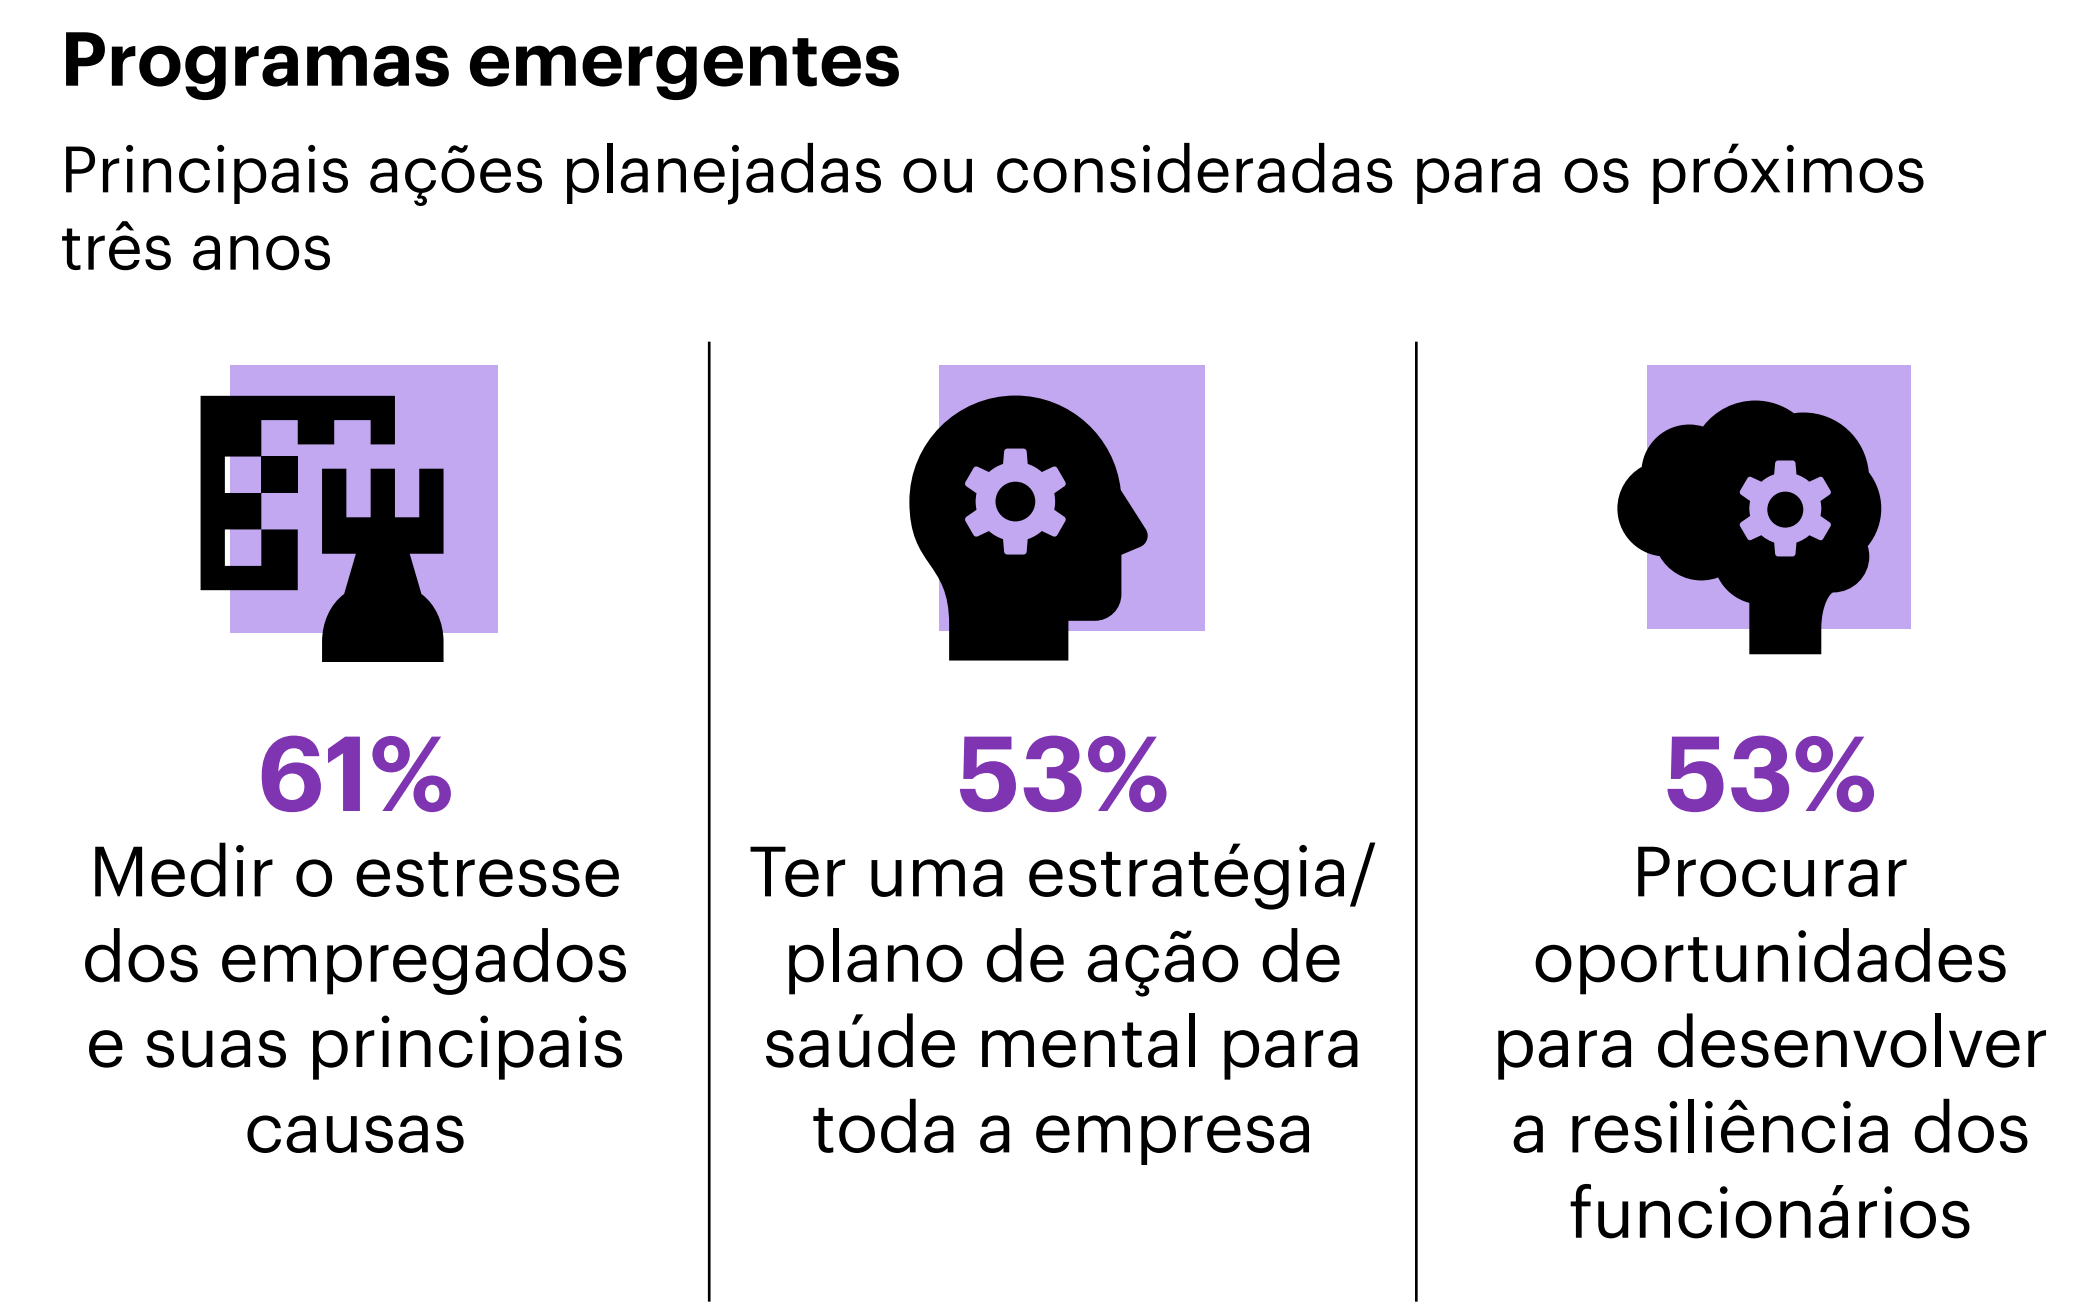 Programas emergentes
Principais ações planejadas ou consideradas para os próximos
três anos
61%
Medir o estresse
dos empregados
e suas principais
causas
53%
Ter uma estratégia/
plano de ação de
saúde mental para
toda a empresa
53%
Procurar
oportunidades
para desenvolver
a resiliência dos
funcionários